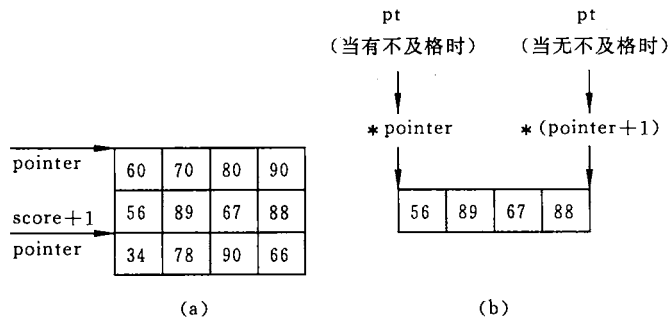 pt pt
(当有不及格时) (当无不及格时)
*pointer *(pointer+1)
pointer
60 70 80 90
score+1
56 89 67 88
pointer
34 78 90 66
56 89 67 88
(a) (b)